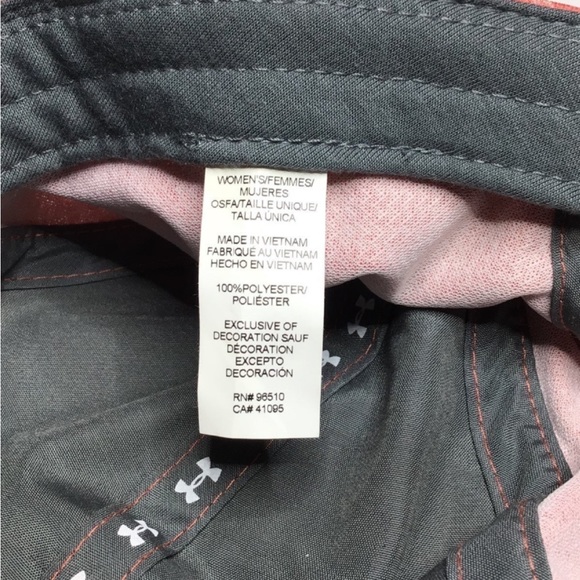 WOMEN'S/FEMMES/
MUJERES
OSFA/TAILLE UNIQUE/
TALLA ÚNICA
MADE IN VIETNAM
FABRIQUÉ AU VIETNAM
HECHO EN VIETNAM
100%POLYESTER/
POLIÉSTER
EXCLUSIVE OF
DECORATION SAUF
DÉCORATION
EXCEPTO
DECORACIÓN
RN# 96510
CA# 41095